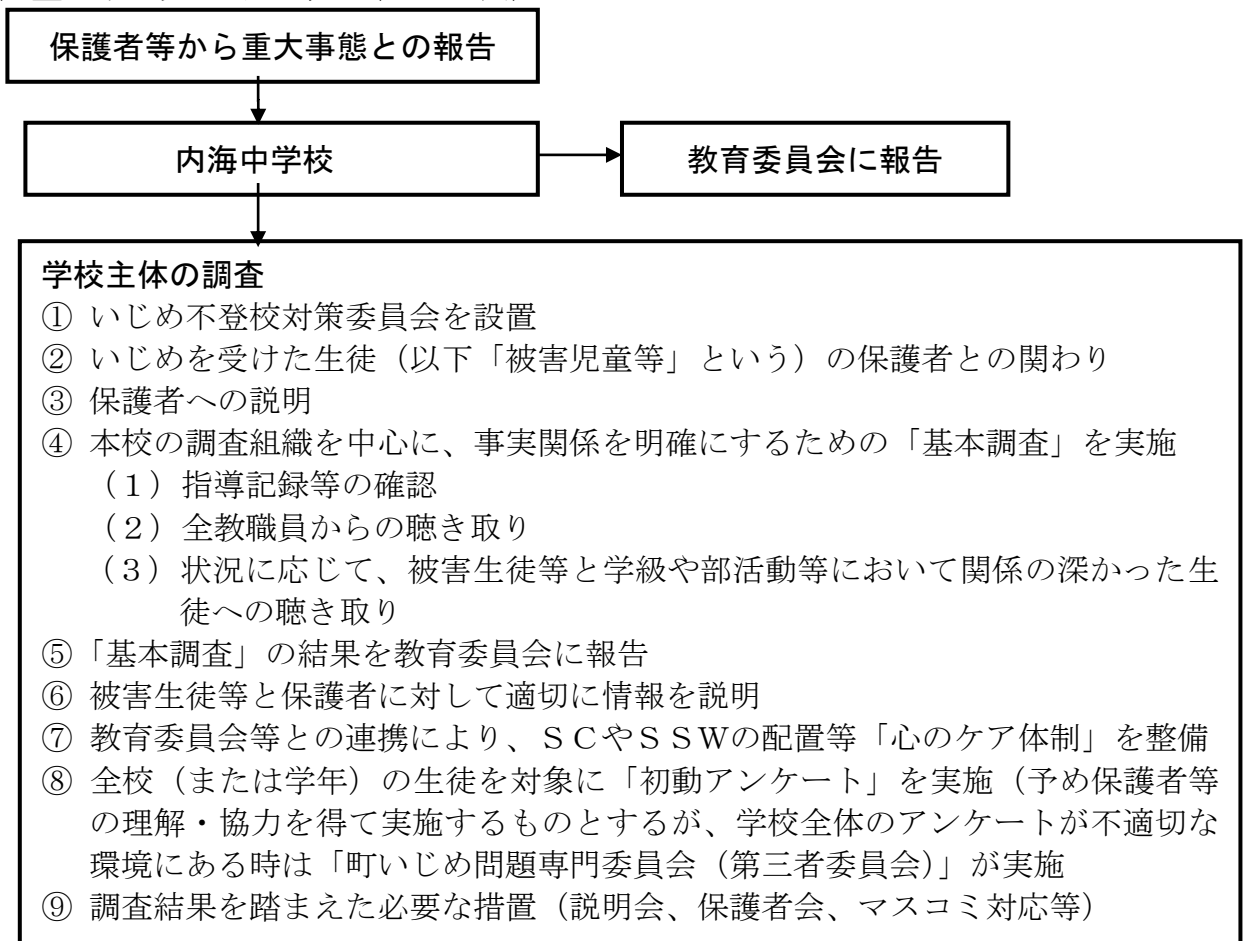 保護者等から重大事態との報告
内海中学校
教育委員会に報告
学校主体の調査
① いじめ不登校対策委員会を設置
② いじめを受けた生徒（以下「被害児童等」という）の保護者との関わり
③ 保護者への説明
④ 本校の調査組織を中心に、事実関係を明確にするための「基本調査」を実施
（１）指導記録等の確認
（２）全教職員からの聴き取り
（３）状況に応じて、被害生徒等と学級や部活動等において関係の深かった生
徒への聴き取り
⑤「基本調査」の結果を教育委員会に報告
⑥ 被害生徒等と保護者に対して適切に情報を説明
⑦ 教育委員会等との連携により、ＳＣやＳＳＷの配置等「心のケア体制」を整備
⑧ 全校（または学年）の生徒を対象に「初動アンケート」を実施（予め保護者等
の理解・協力を得て実施するものとするが、学校全体のアンケートが不適切な
環境にある時は「町いじめ問題専門委員会（第三者委員会）」が実施
⑨ 調査結果を踏まえた必要な措置（説明会、保護者会、マスコミ対応等）